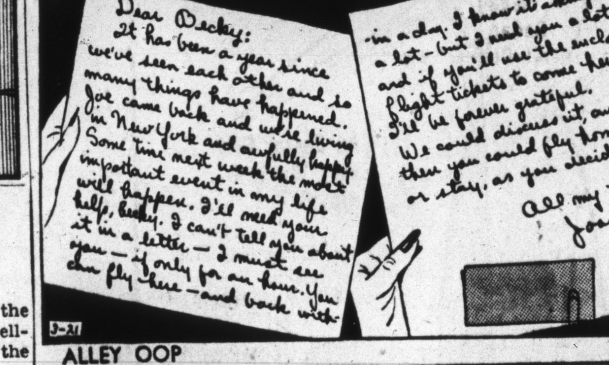 Dear Becky:
It has been a year since
we've seen each other and so
many things have happened.
Joe came back and we're living
in New York and awfully happy
Some time next week the most
important event in my life
will happen. I'll need your
help, Becky. I can't tell you about
it in a letter — I must see
you — if only for an hour. You
can fly here — and back with-
in a day. I know it's
a lot — but I need you a lot
and if you'll use the
flight tickets to come
I'll be forever grateful.
We could discuss it,
then you could fly
or stay, as you
All my
3-21
the
ell-
the
ALLEY OOP